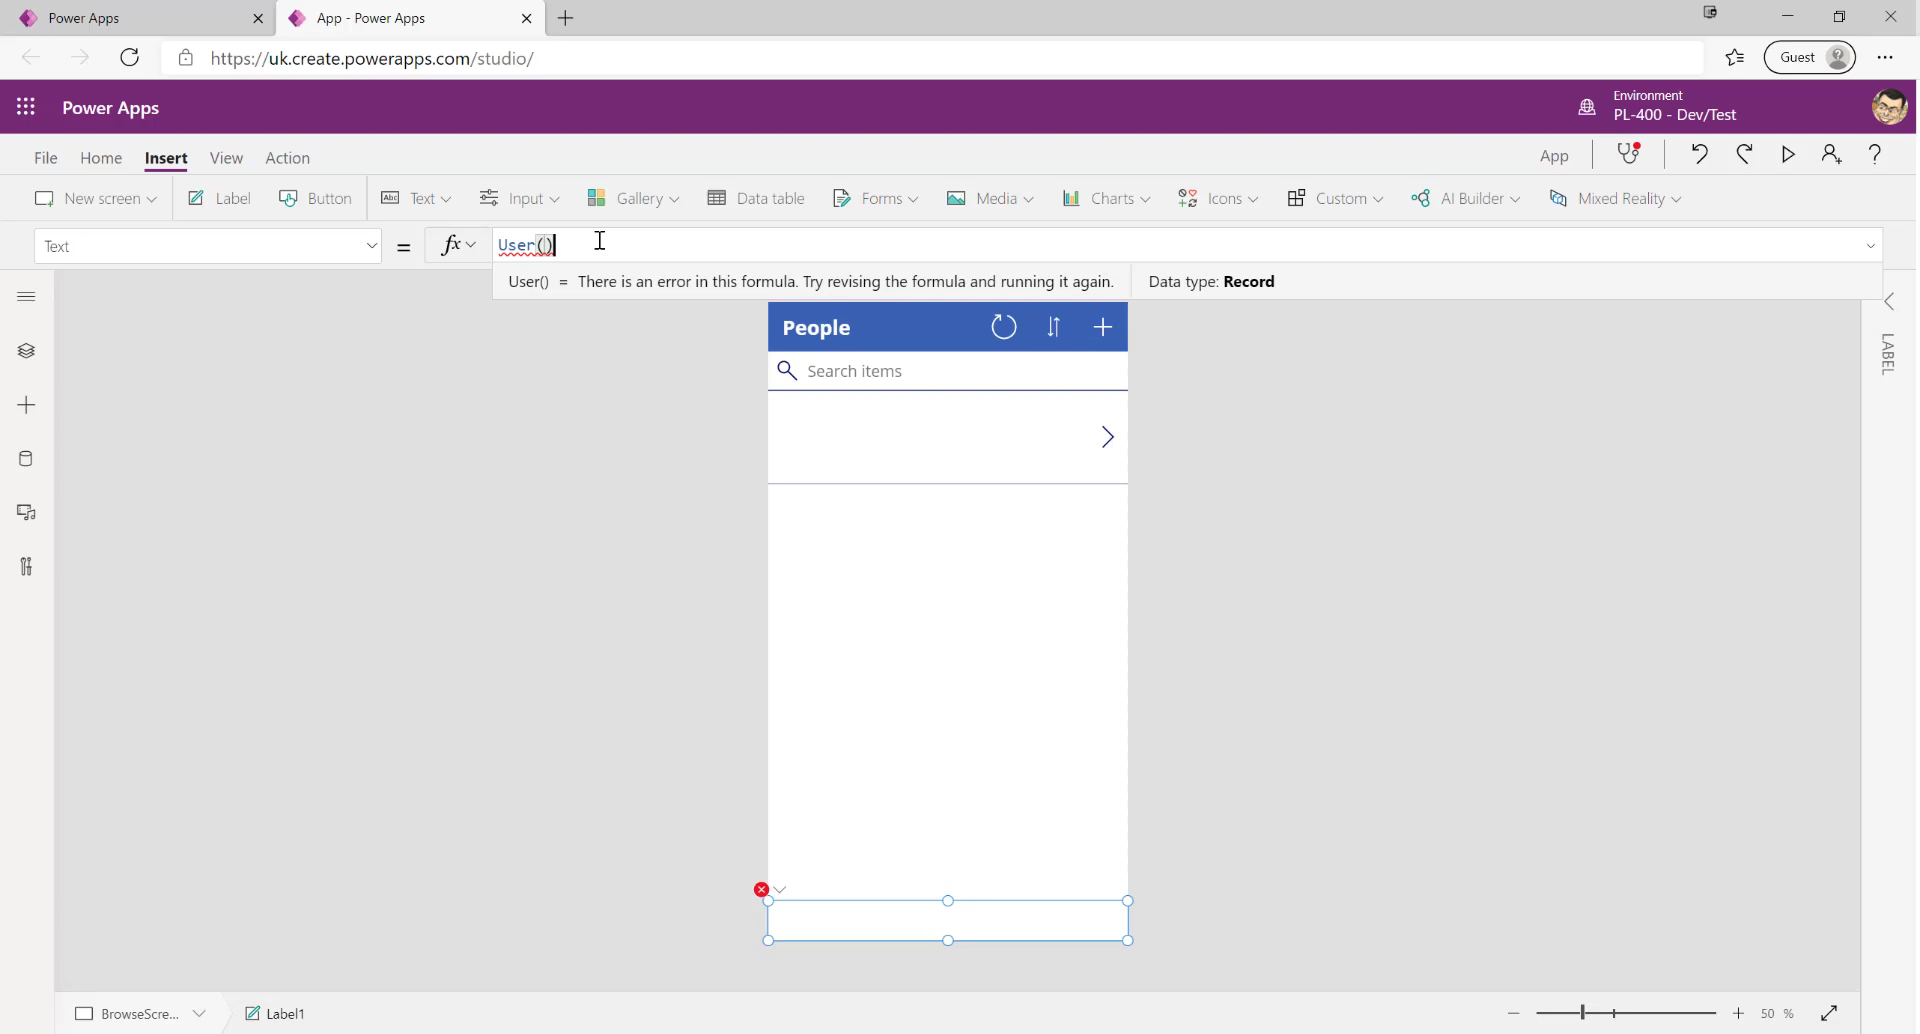 Power Apps
App - Power Apps
https://uk.create.powerapps.com/studio/
Guest
Power Apps
Environment
PL-400 - Dev/Test
File Home Insert View Action
App
New screen Label Button Text Input Gallery Data table Forms Media Charts Icons Custom AI Builder Mixed Reality
Abc
Text = fx User()
User() = There is an error in this formula. Try revising the formula and running it again. Data type: Record
LABEL
People
Search items
BrowseScre... Label1
50 %